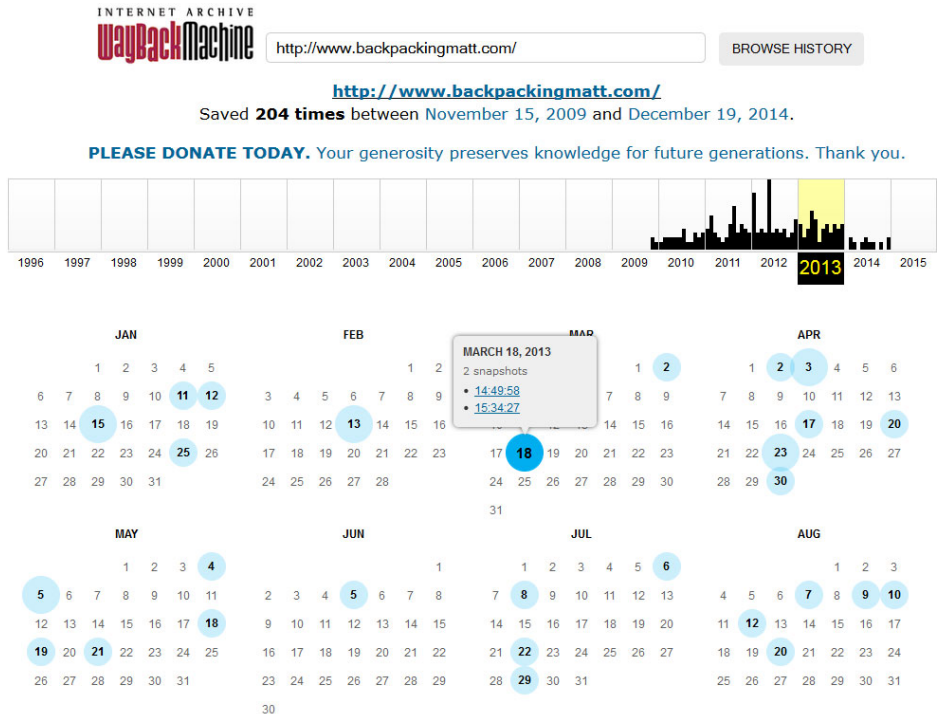 INTERNET ARCHIVE
WayBackMachine
http://www.backpackingmatt.com/
BROWSE HISTORY
http://www.backpackingmatt.com/
Saved 204 times between November 15, 2009 and December 19, 2014.
PLEASE DONATE TODAY. Your generosity preserves knowledge for future generations. Thank you.
1996 1997 1998 1999 2000 2001 2002 2003 2004 2005 2006 2007 2008 2009 2010 2011 2012 2013 2014 2015
JAN
1 2 3 4 5
6 7 8 9 10 11 12
13 14 15 16 17 18 19
20 21 22 23 24 25 26
27 28 29 30 31
FEB
1 2
3 4 5 6 7 8 9
10 11 12 13 14 15 16
17 18 19 20 21 22 23
24 25 26 27 28
MARCH 18, 2013
2 snapshots
• 14:49:58
• 15:34:27
MAR
1 2
7 8 9
14 15 16
17 18 19 20 21 22 23
24 25 26 27 28 29 30
31
APR
1 2 3 4 5 6
7 8 9 10 11 12 13
14 15 16 17 18 19 20
21 22 23 24 25 26 27
28 29 30
MAY
1 2 3 4
5 6 7 8 9 10 11
12 13 14 15 16 17 18
19 20 21 22 23 24 25
26 27 28 29 30 31
JUN
1
2 3 4 5 6 7 8
9 10 11 12 13 14 15
16 17 18 19 20 21 22
23 24 25 26 27 28 29
30
JUL
1 2 3 4 5 6
7 8 9 10 11 12 13
14 15 16 17 18 19 20
21 22 23 24 25 26 27
28 29 30 31
AUG
1 2 3
4 5 6 7 8 9 10
11 12 13 14 15 16 17
18 19 20 21 22 23 24
25 26 27 28 29 30 31